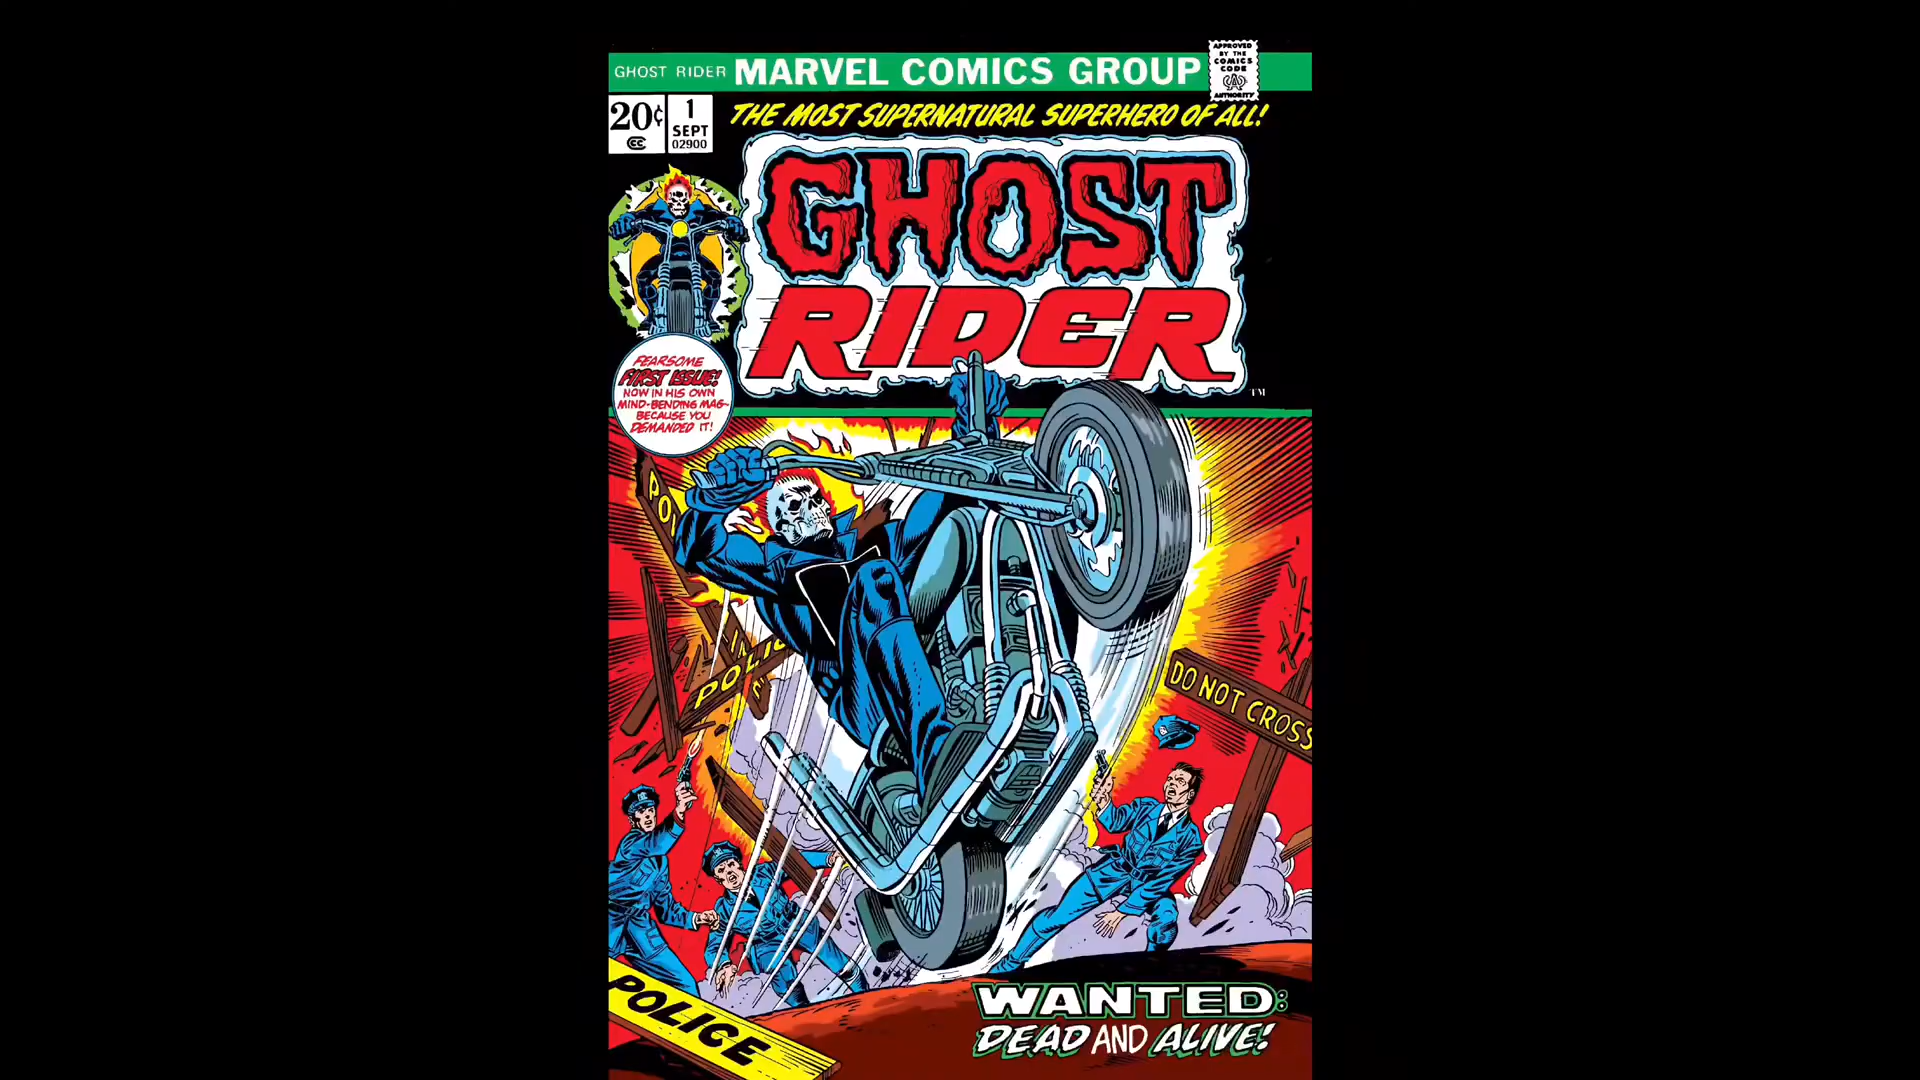 GHOST RIDER MARVEL COMICS GROUP
APPROVED
BY THE
COMICS
CODE
AUTHORITY
20¢
CC
1
SEPT
02900
THE MOST SUPERNATURAL SUPERHERO OF ALL!
GHOST
RIDER
TM
FEARSOME
FIRST ISSUE!
NOW IN HIS OWN
MIND-BENDING MAG-
BECAUSE YOU
DEMANDED IT!
POLICE
DO NOT CROSS
POLICE
WANTED:
DEAD AND ALIVE!